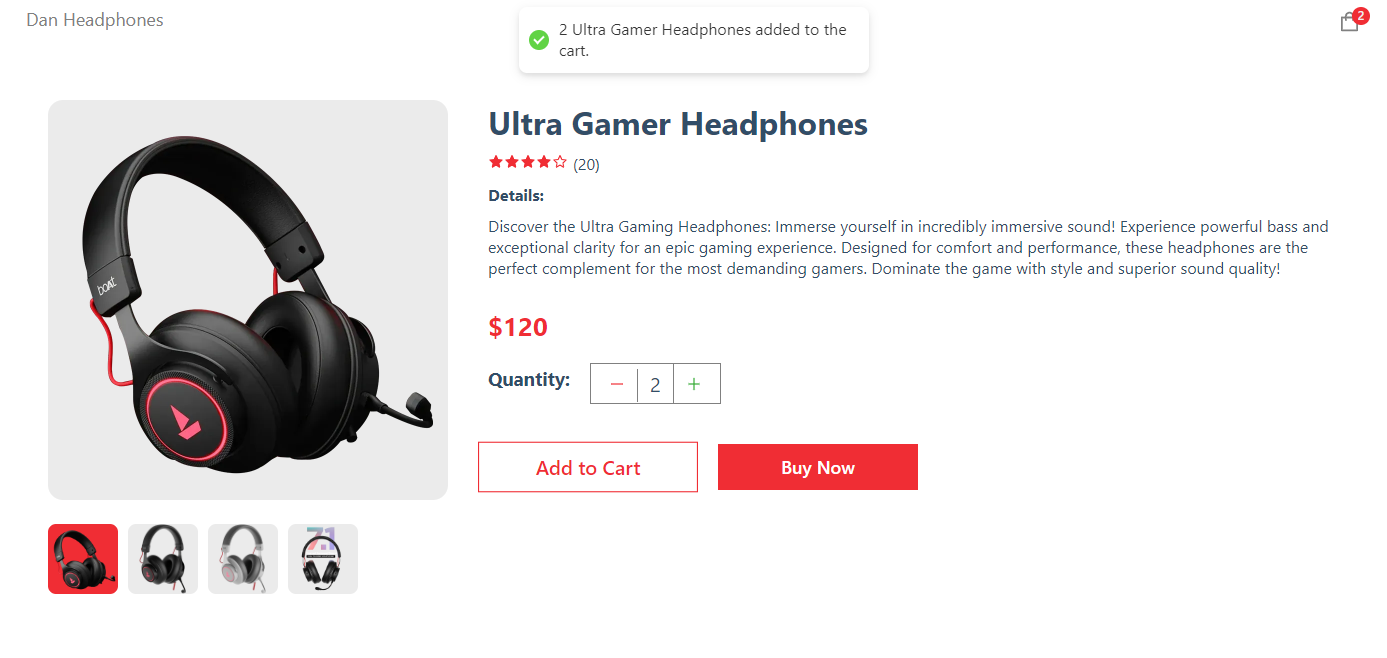 Dan Headphones
2 Ultra Gamer Headphones added to the
cart.
2
boAt
Ultra Gamer Headphones
(20)
Details:
Discover the Ultra Gaming Headphones: Immerse yourself in incredibly immersive sound! Experience powerful bass and
exceptional clarity for an epic gaming experience. Designed for comfort and performance, these headphones are the
perfect complement for the most demanding gamers. Dominate the game with style and superior sound quality!
$120
Quantity:
− 2 +
Add to Cart
Buy Now
7.1